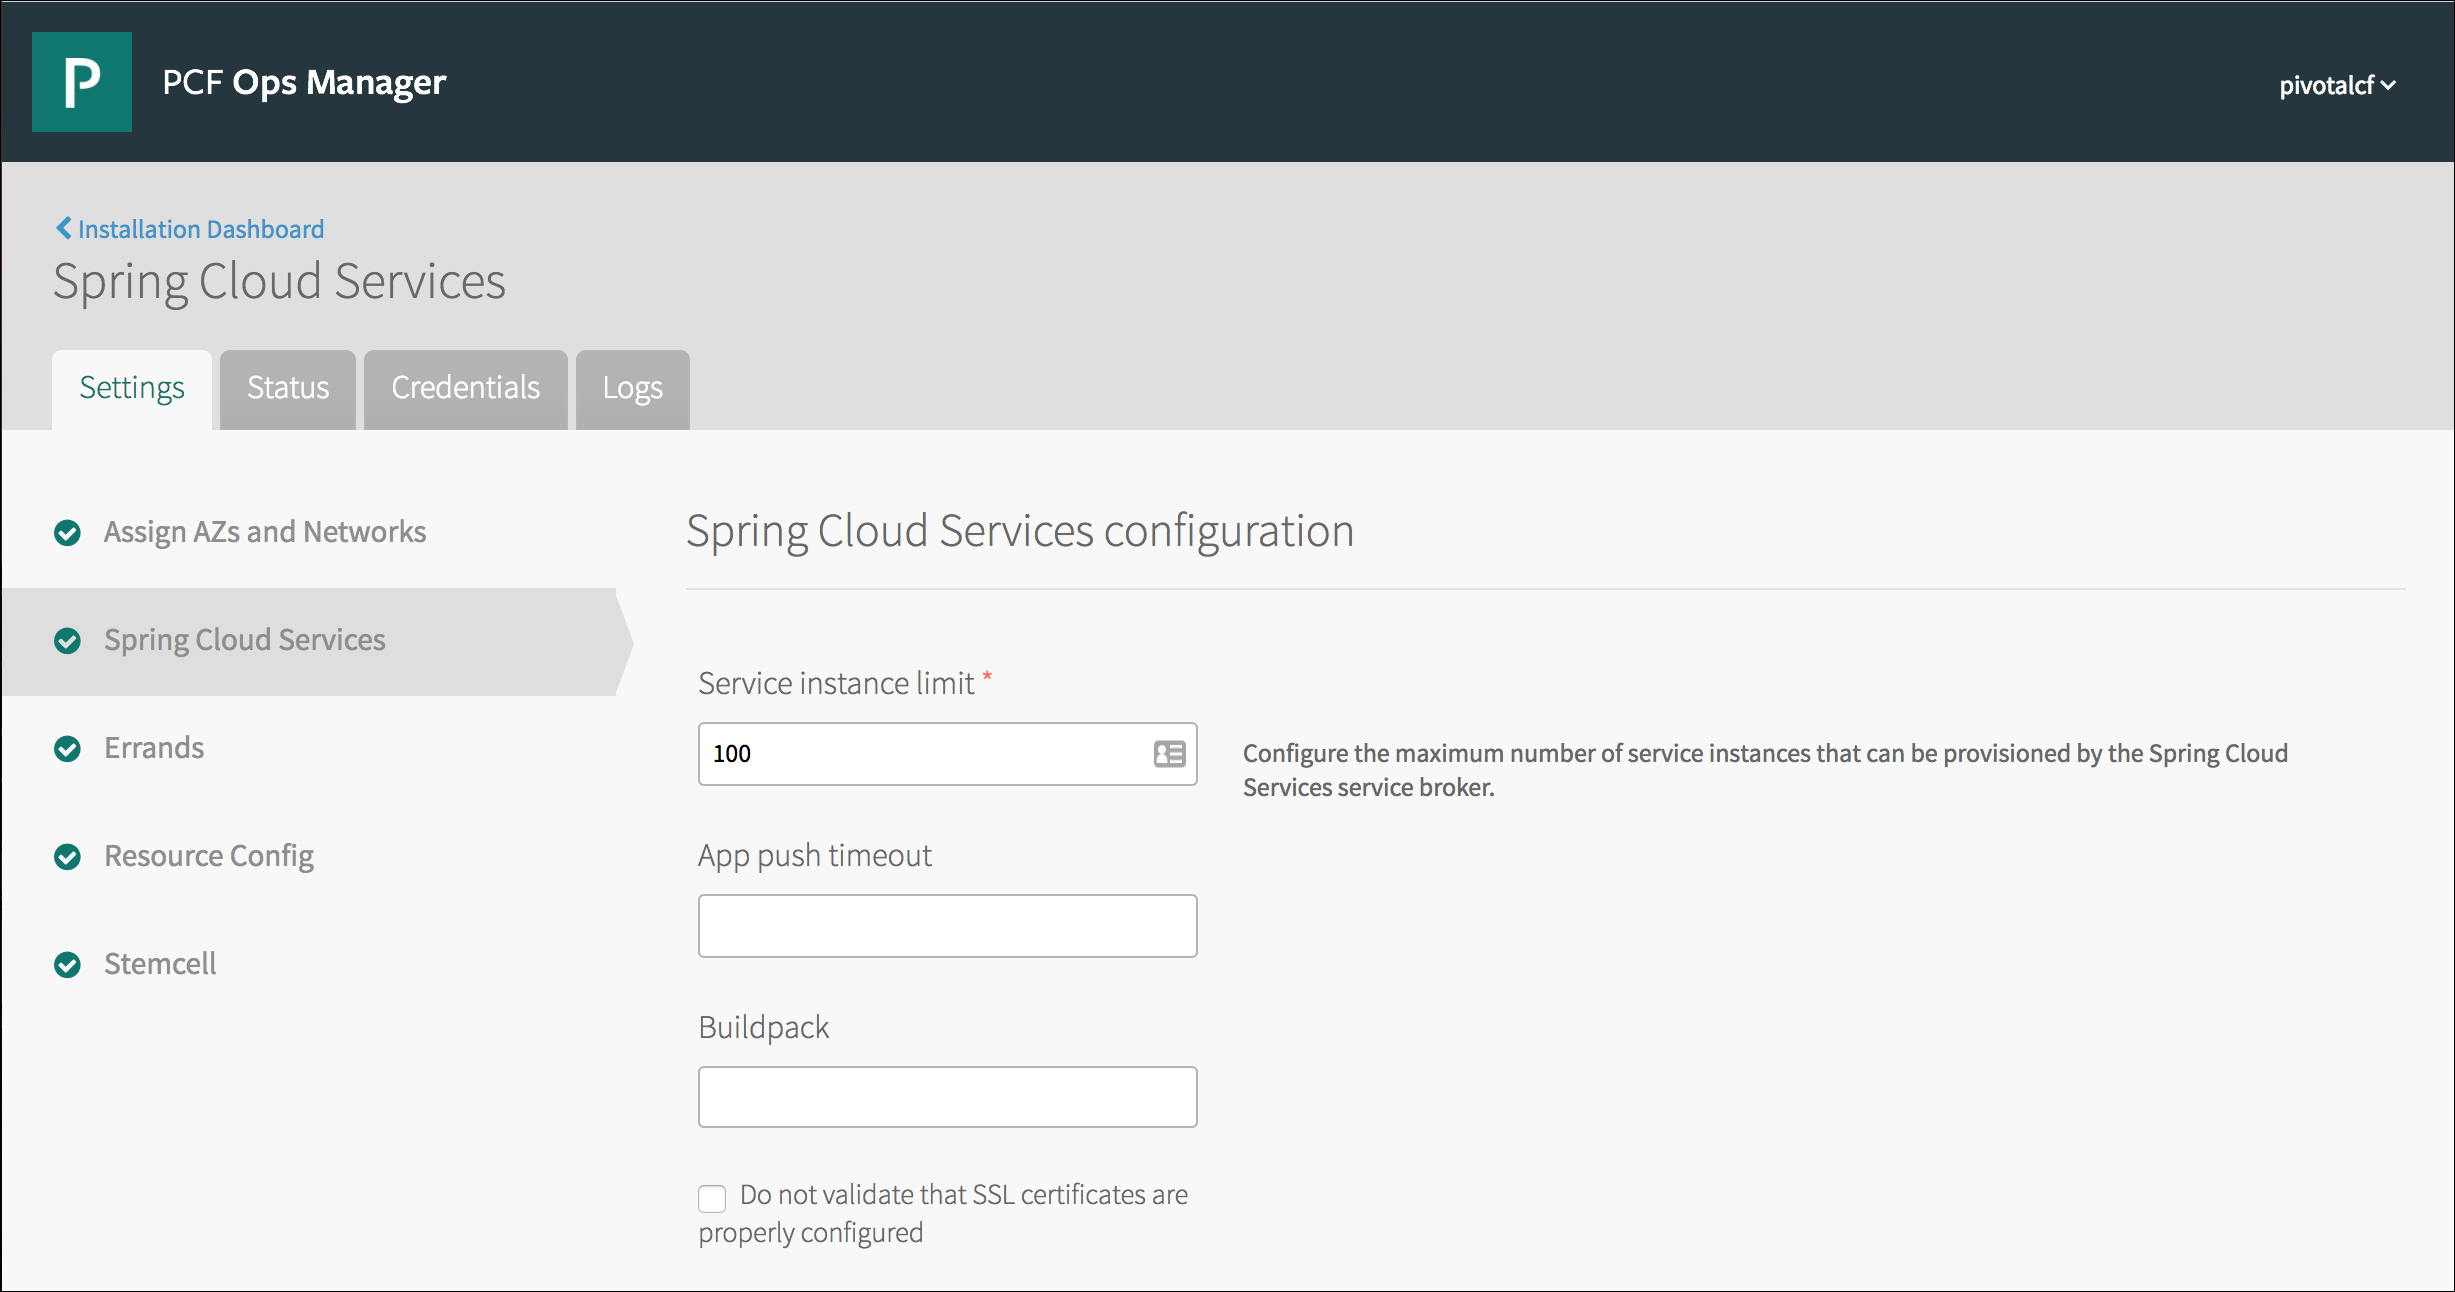 P
PCF Ops Manager
pivotalcf
Installation Dashboard
Spring Cloud Services
Settings
Status
Credentials
Logs
Assign AZs and Networks
Spring Cloud Services
Errands
Resource Config
Stemcell
Spring Cloud Services configuration
Service instance limit *
100
Configure the maximum number of service instances that can be provisioned by the Spring Cloud
Services service broker.
App push timeout
Buildpack
Do not validate that SSL certificates are
properly configured